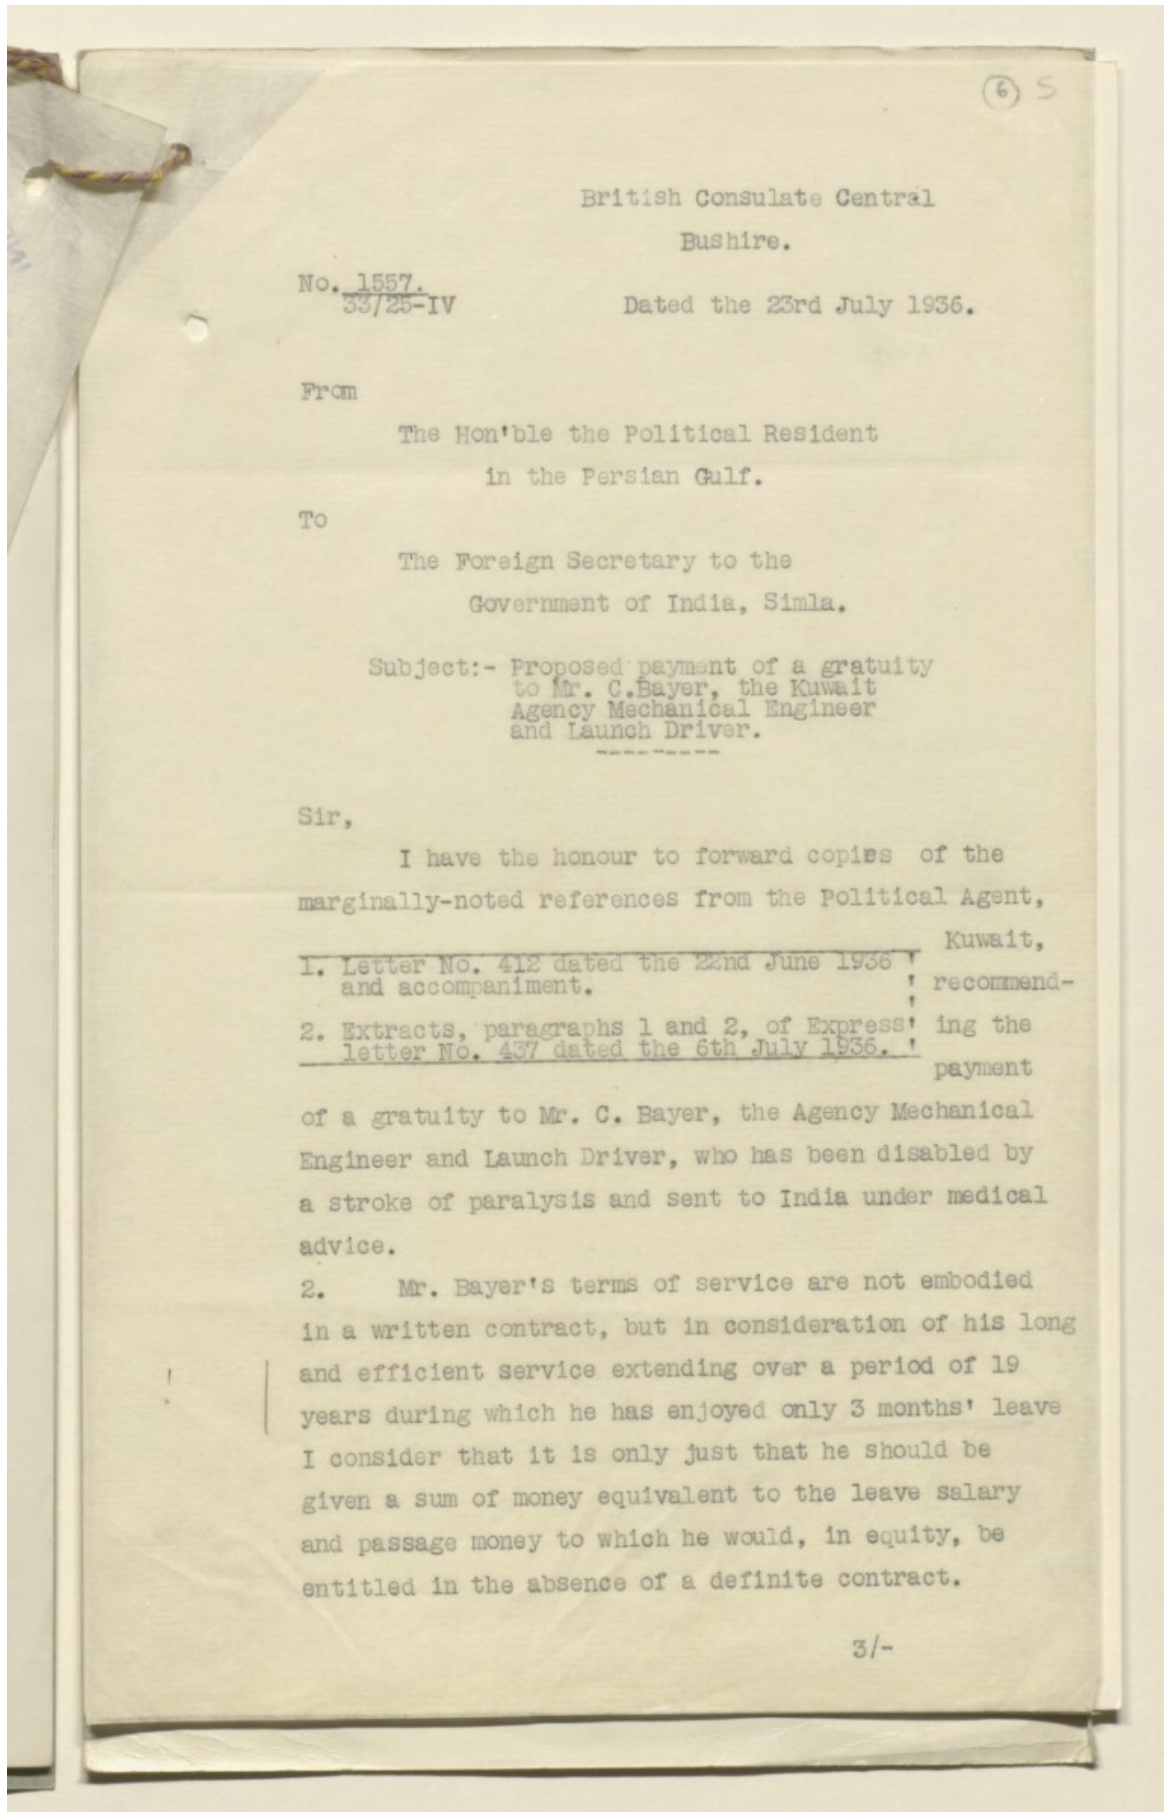 6 5
British Consulate Central
Bushire.
No. 1557.
33/25-IV
Dated the 23rd July 1936.
From
The Hon'ble the Political Resident
in the Persian Gulf.
To
The Foreign Secretary to the
Government of India, Simla.
Subject:- Proposed payment of a gratuity
to Mr. C.Bayer, the Kuwait
Agency Mechanical Engineer
and Launch Driver.
---------
Sir,
I have the honour to forward copies of the
marginally-noted references from the Political Agent,
Kuwait,
1. Letter No. 412 dated the 22nd June 1936 '
and accompaniment. ' recommend-
'
2. Extracts, paragraphs 1 and 2, of Express' ing the
letter No. 437 dated the 6th July 1936. '
payment
of a gratuity to Mr. C. Bayer, the Agency Mechanical
Engineer and Launch Driver, who has been disabled by
a stroke of paralysis and sent to India under medical
advice.
2. Mr. Bayer's terms of service are not embodied
in a written contract, but in consideration of his long
and efficient service extending over a period of 19
!
years during which he has enjoyed only 3 months' leave
I consider that it is only just that he should be
given a sum of money equivalent to the leave salary
and passage money to which he would, in equity, be
entitled in the absence of a definite contract.
3/-